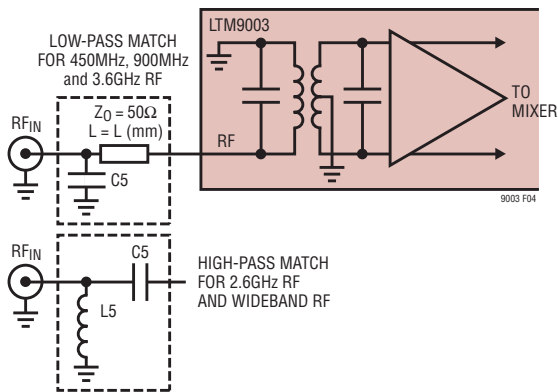 LTM9003
LOW-PASS MATCH
FOR 450MHz, 900MHz
and 3.6GHz RF
Z0 = 50Ω
L = L (mm)
RFIN
RF
C5
TO
MIXER
9003 F04
RFIN
C5
L5
HIGH-PASS MATCH
FOR 2.6GHz RF
AND WIDEBAND RF